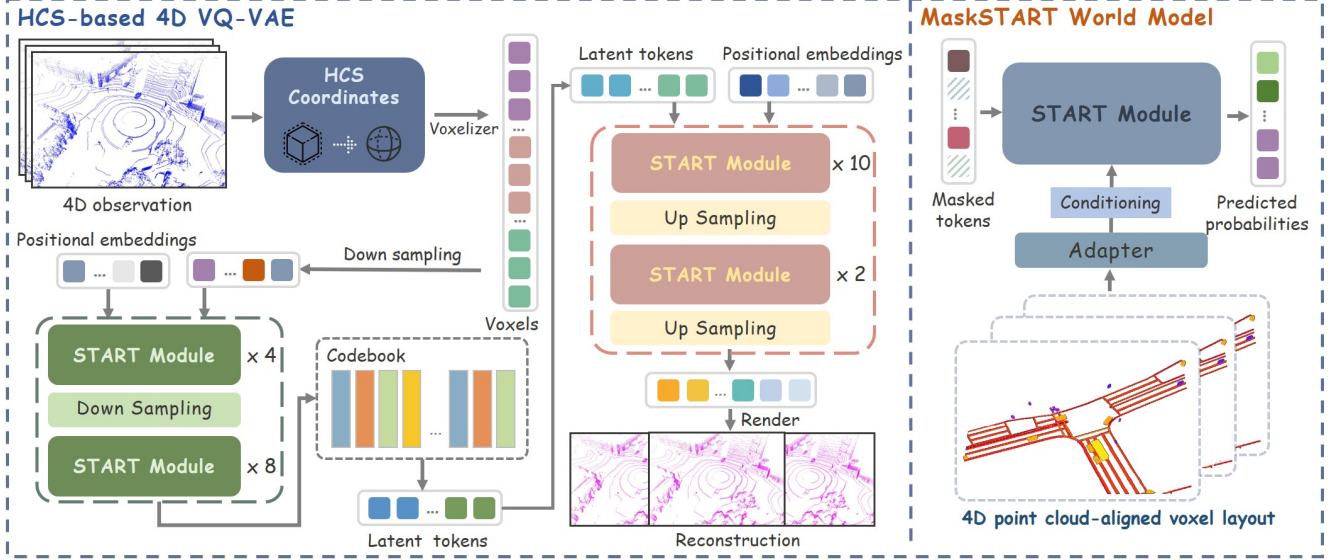 HCS-based 4D VQ-VAE
4D observation
HCS
Coordinates
Voxelizer
...
...
Voxels
Down sampling
Positional embeddings
...
...
START Module x 4
Down Sampling
START Module x 8
Codebook
...
...
Latent tokens
Latent tokens
...
Positional embeddings
...
START Module x 10
Up Sampling
START Module x 2
Up Sampling
...
Render
Reconstruction
MaskSTART World Model
Masked
tokens
START Module
Predicted
probabilities
Conditioning
Adapter
4D point cloud-aligned voxel layout